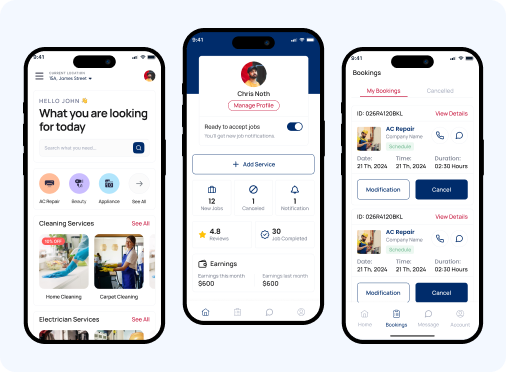 9:41
CURRENT LOCATION
15A, James Street
HELLO JOHN 👋
What you are looking
for today
Search what you need...
AC Repair
Beauty
Appliance
See All
Cleaning Services
See All
10% OFF
Home Cleaning
Carpet Cleaning
Electrician Services
See All
9:41
Chris Noth
Manage Profile
Ready to accept jobs
You'll get new job notifications.
+ Add Service
12
New Jobs
1
Canceled
1
Notification
4.8
Reviews
30
Job Completed
Earnings
Earnings this month
$600
Earnings last month
$600
9:41
Bookings
My Bookings
Cancelled
ID: 026R4120BKL
View Details
AC Repair
Company Name
Schedule
Date:
Time:
Duration:
21 Th, 2024
21 Th, 2024
02:30 Hours
Modification
Cancel
ID: 026R4120BKL
View Details
AC Repair
Company Name
Schedule
Date:
Time:
Duration:
21 Th, 2024
21 Th, 2024
02:30 Hours
Modification
Cancel
Home
Bookings
Message
Account